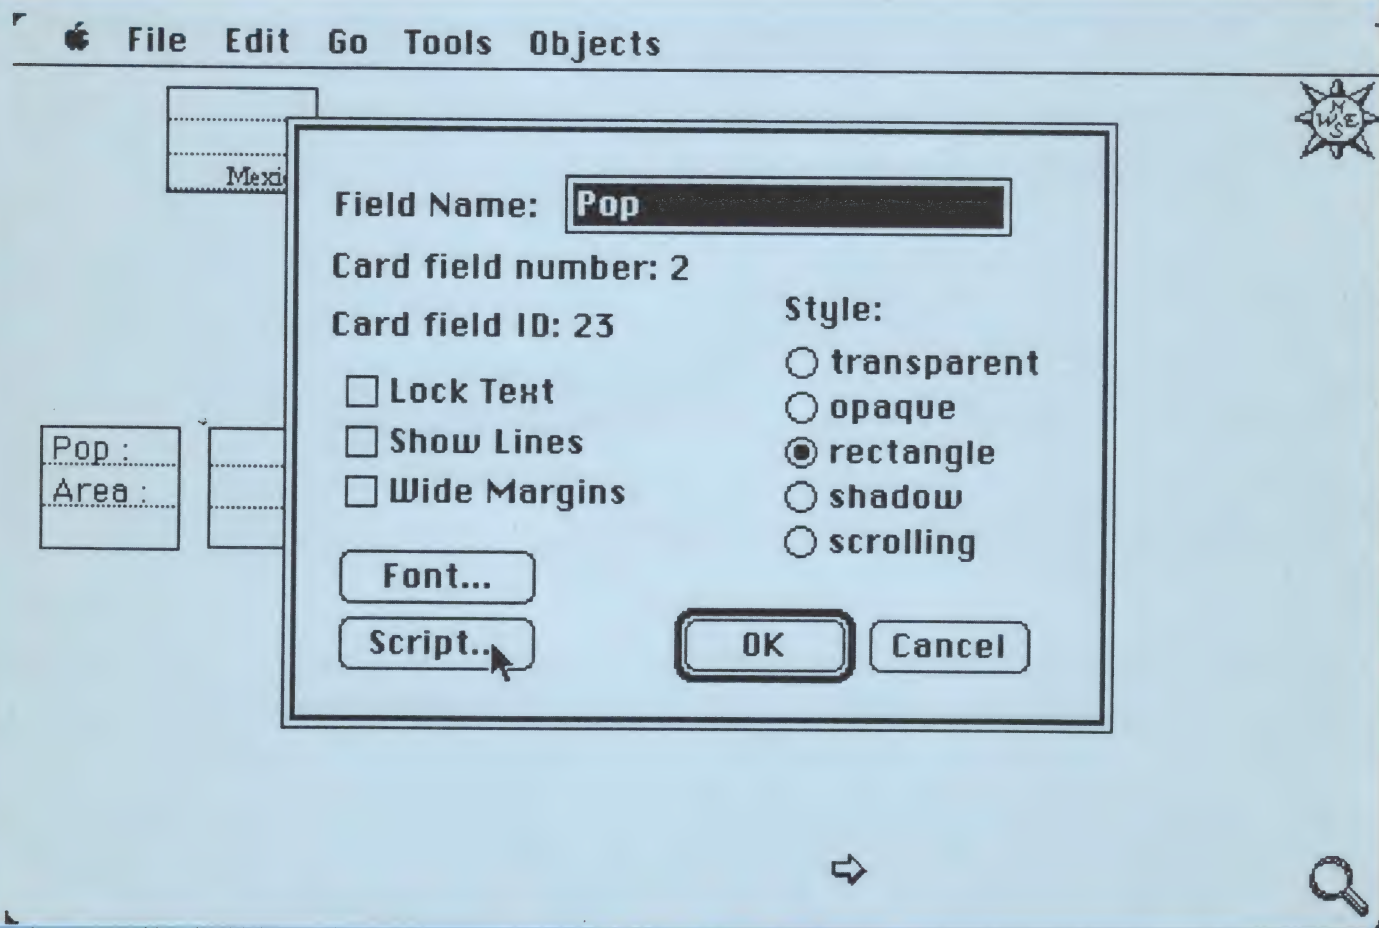 File Edit Go Tools Objects
N
W E
S
Mexi
Field Name: Pop
Card field number: 2
Card field ID: 23
Lock Text
Show Lines
Wide Margins
Style:
transparent
opaque
rectangle
shadow
scrolling
Pop :
Area :
Font...
Script..
OK
Cancel